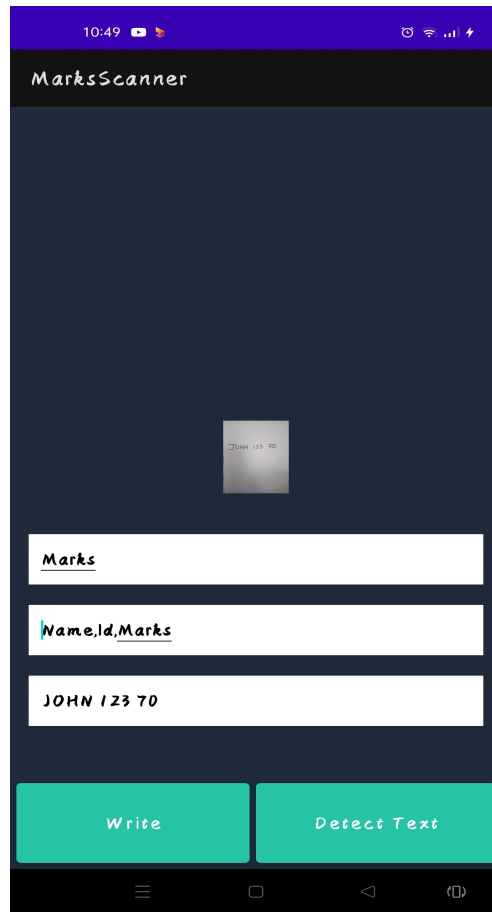 10:49
MarksScanner
JOHN 123 70
Marks
Name,Id,Marks
JOHN 123 70
Write
Detect Text